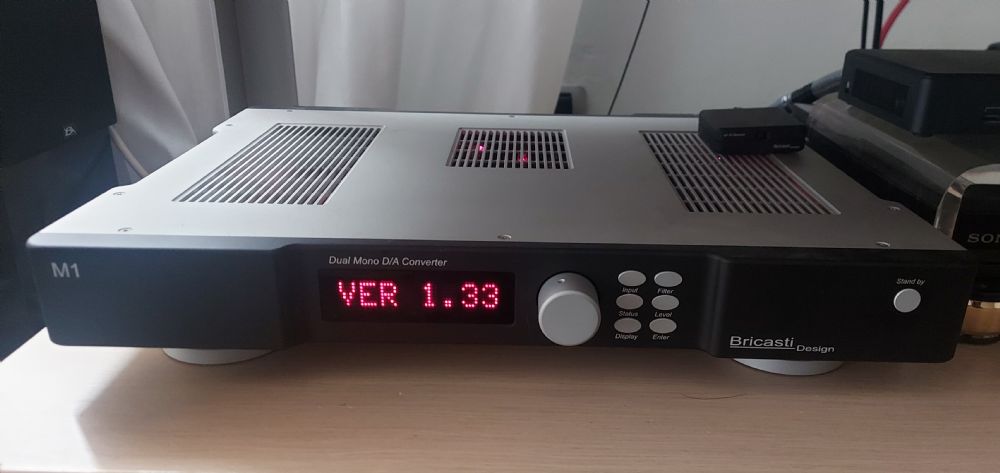 M1
Dual Mono D/A Converter
VER 1.33
Input
Filter
Status
Level
Display
Enter
Bricasti
Design
Stand by